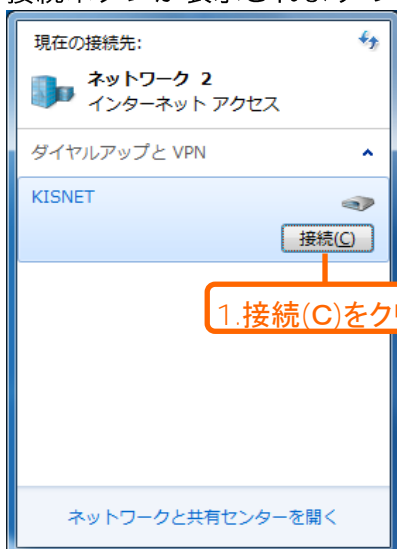 現在の接続先:
ネットワーク 2
インターネット アクセス
ダイヤルアップと VPN
KISNET
接続(C)
1.接続(C)をク
ネットワークと共有センターを開く